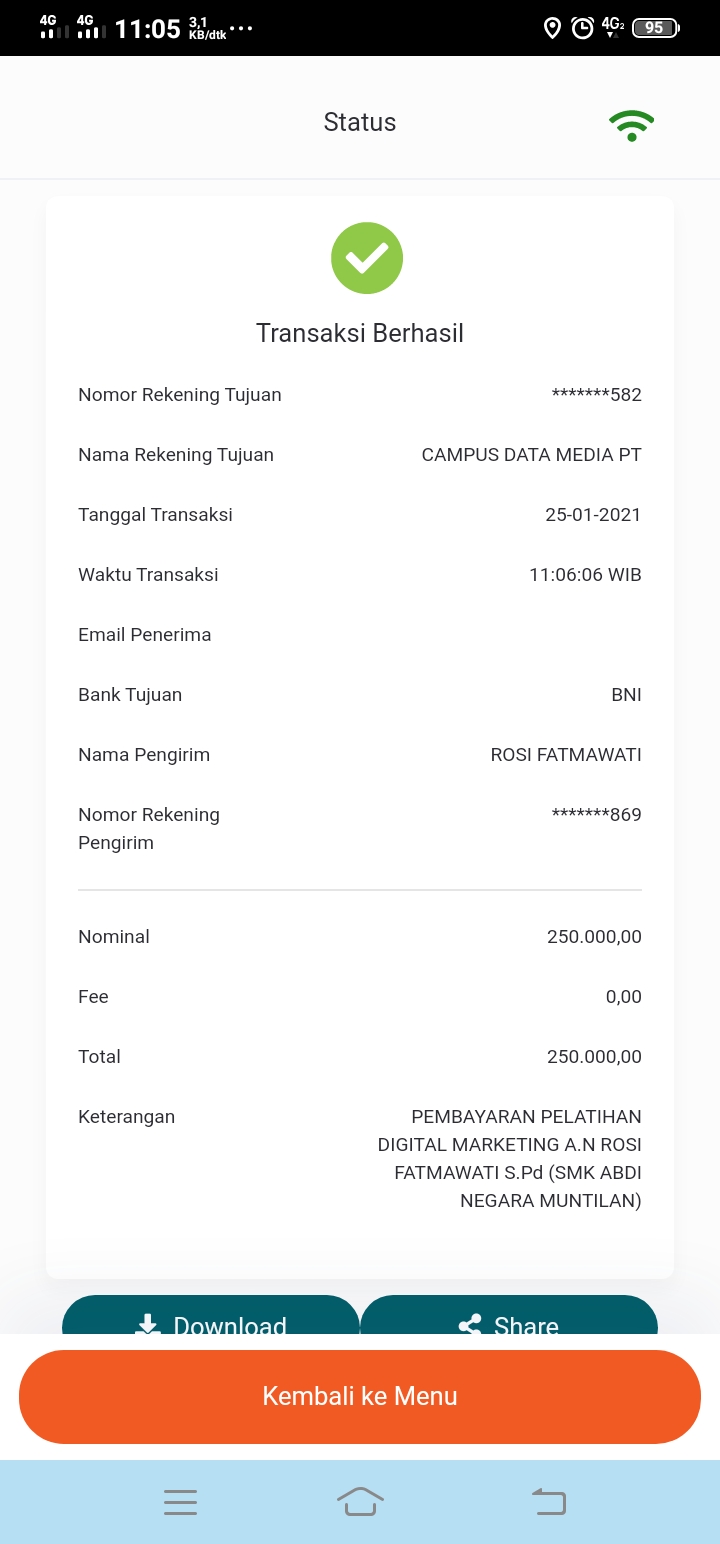 4G 4G 11:05 3,1 KB/dtk ... 4G2 95
Status
Transaksi Berhasil
Nomor Rekening Tujuan *******582
Nama Rekening Tujuan CAMPUS DATA MEDIA PT
Tanggal Transaksi 25-01-2021
Waktu Transaksi 11:06:06 WIB
Email Penerima
Bank Tujuan BNI
Nama Pengirim ROSI FATMAWATI
Nomor Rekening *******869
Pengirim
Nominal 250.000,00
Fee 0,00
Total 250.000,00
Keterangan PEMBAYARAN PELATIHAN
DIGITAL MARKETING A.N ROSI
FATMAWATI S.Pd (SMK ABDI
NEGARA MUNTILAN)
Download Share
Kembali ke Menu